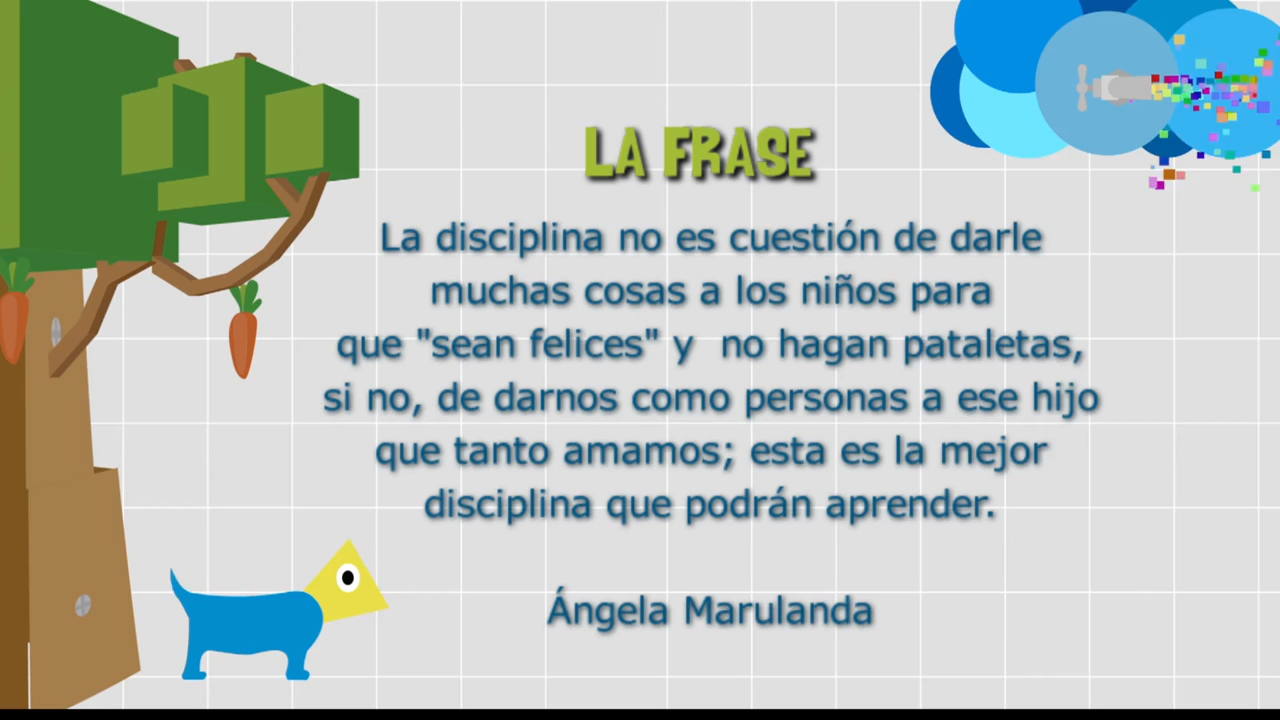 LA FRASE
La disciplina no es cuestión de darle
muchas cosas a los niños para
que "sean felices" y  no hagan pataletas,
si no, de darnos como personas a ese hijo
que tanto amamos; esta es la mejor
disciplina que podrán aprender.
Ángela Marulanda